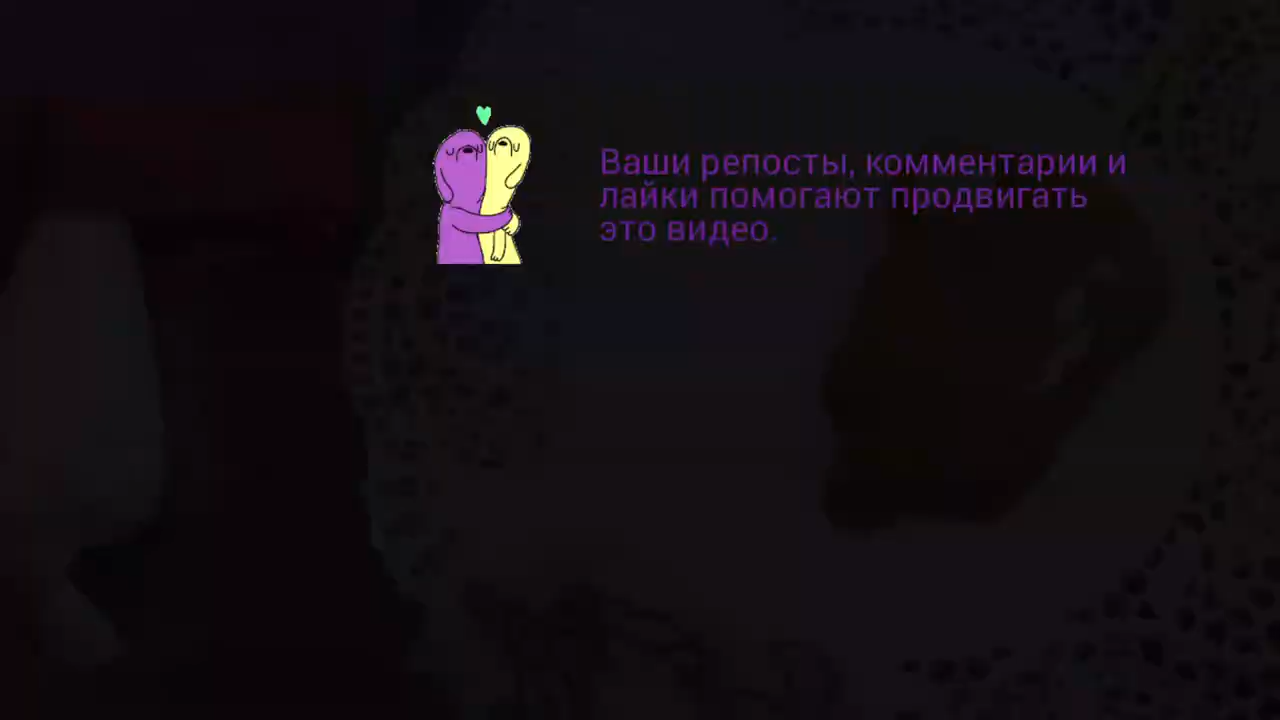 Ваши репосты, комментарии и
лайки помогают продвигать
это видео.